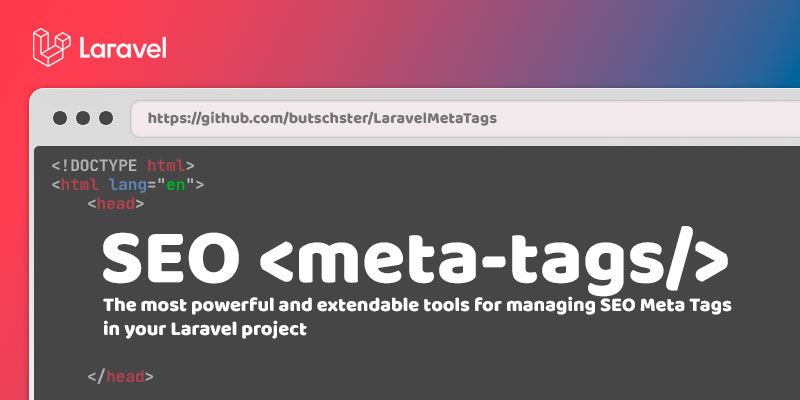 Laravel
https://github.com/butschster/LaravelMetaTags
<!DOCTYPE html>
<html lang="en">
<head>
SEO <meta-tags/>
The most powerful and extendable tools for managing SEO Meta Tags
in your Laravel project
</head>